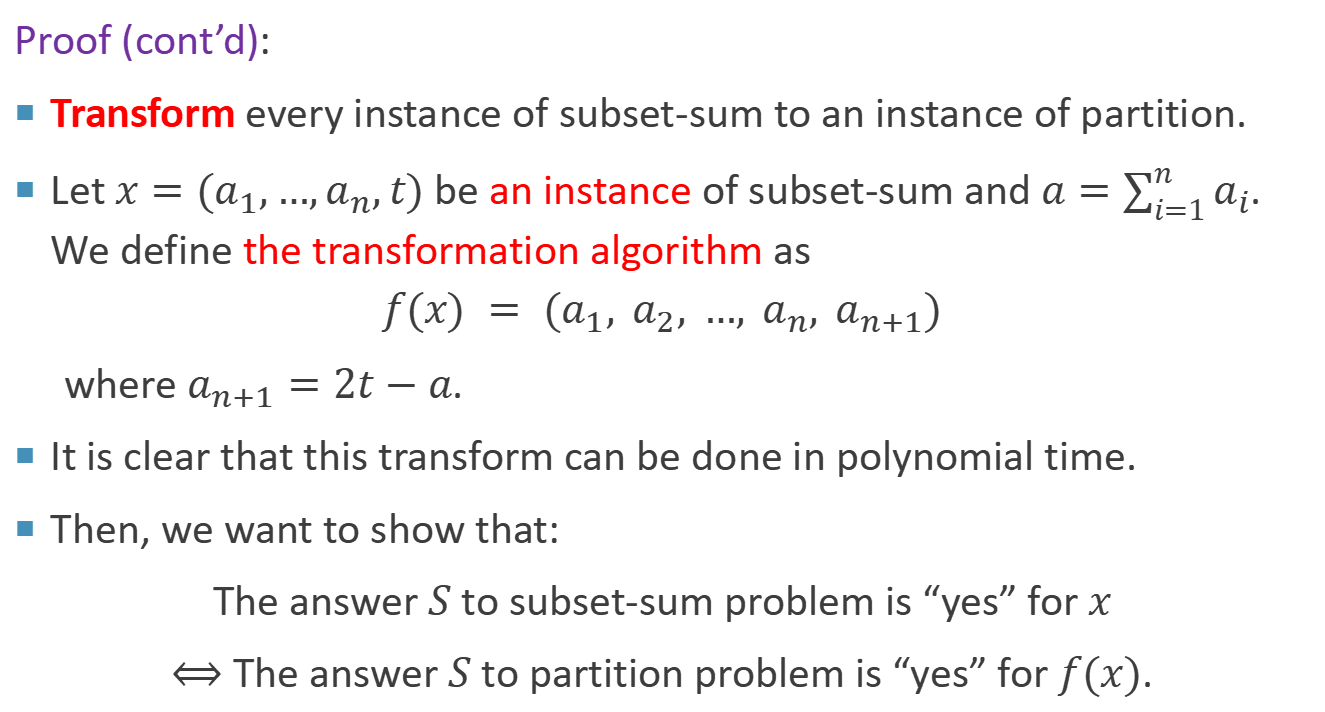 Proof (cont’d):
▪ Transform every instance of subset-sum to an instance of partition.
▪ Let x = (a₁, …, aₙ, t) be an instance of subset-sum and a = ∑ⁿᵢ₌₁ aᵢ.
We define the transformation algorithm as
f(x) = (a₁, a₂, …, aₙ, aₙ₊₁)
where aₙ₊₁ = 2t − a.
▪ It is clear that this transform can be done in polynomial time.
▪ Then, we want to show that:
The answer S to subset-sum problem is “yes” for x
⟺ The answer S to partition problem is “yes” for f(x).